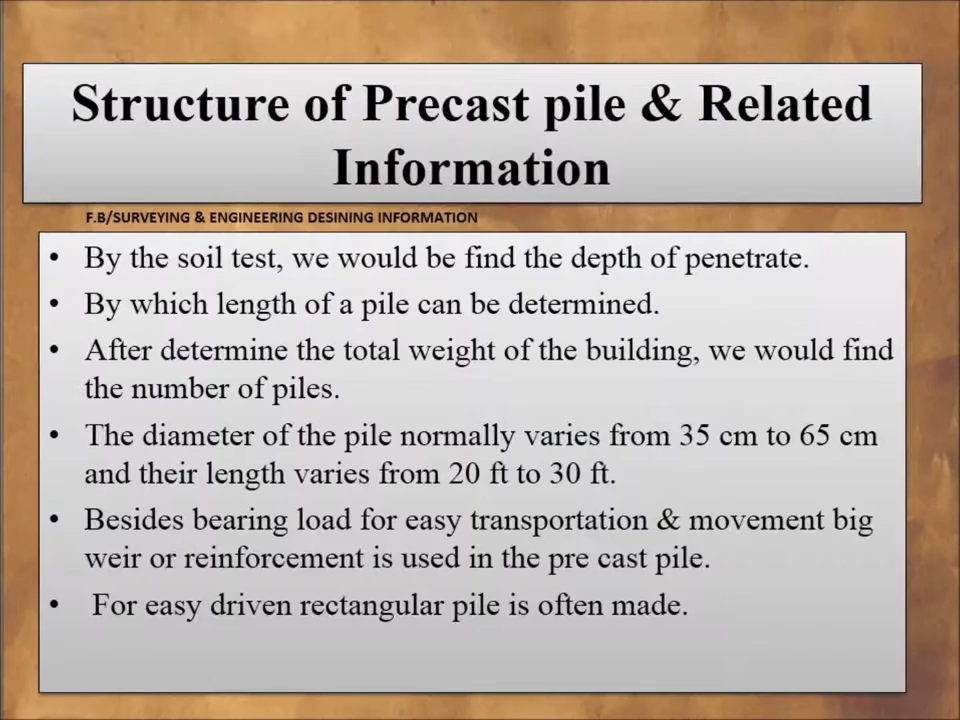 Structure of Precast pile & Related
Information
F.B/SURVEYING & ENGINEERING DESINING INFORMATION
• By the soil test, we would be find the depth of penetrate.
• By which length of a pile can be determined.
• After determine the total weight of the building, we would find
the number of piles.
• The diameter of the pile normally varies from 35 cm to 65 cm
and their length varies from 20 ft to 30 ft.
• Besides bearing load for easy transportation & movement big
weir or reinforcement is used in the pre cast pile.
• For easy driven rectangular pile is often made.